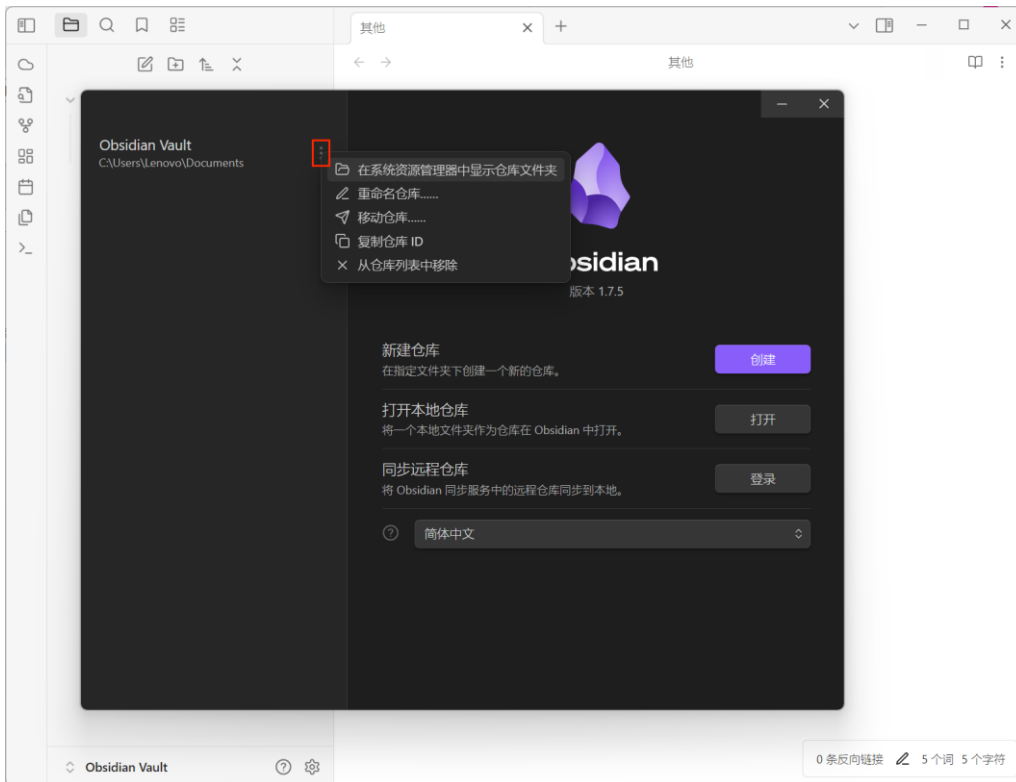 其他
其他
Obsidian Vault
C:\Users\Lenovo\Documents
在系统资源管理器中显示仓库文件夹
重命名仓库......
移动仓库......
复制仓库 ID
从仓库列表中移除
bsidian
版本 1.7.5
新建仓库
在指定文件夹下创建一个新的仓库。
创建
打开本地仓库
将一个本地文件夹作为仓库在 Obsidian 中打开。
打开
同步远程仓库
将 Obsidian 同步服务中的远程仓库同步到本地。
登录
简体中文
Obsidian Vault
0 条反向链接 5 个词 5 个字符